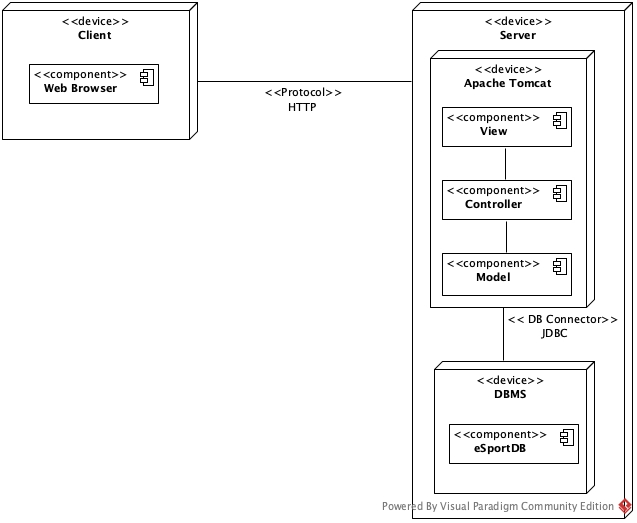 <<device>>
Client
<<component>>
Web Browser
<<Protocol>>
HTTP
<<device>>
Server
<<device>>
Apache Tomcat
<<component>>
View
<<component>>
Controller
<<component>>
Model
<< DB Connector>>
JDBC
<<device>>
DBMS
<<component>>
eSportDB
Powered By Visual Paradigm Community Edition